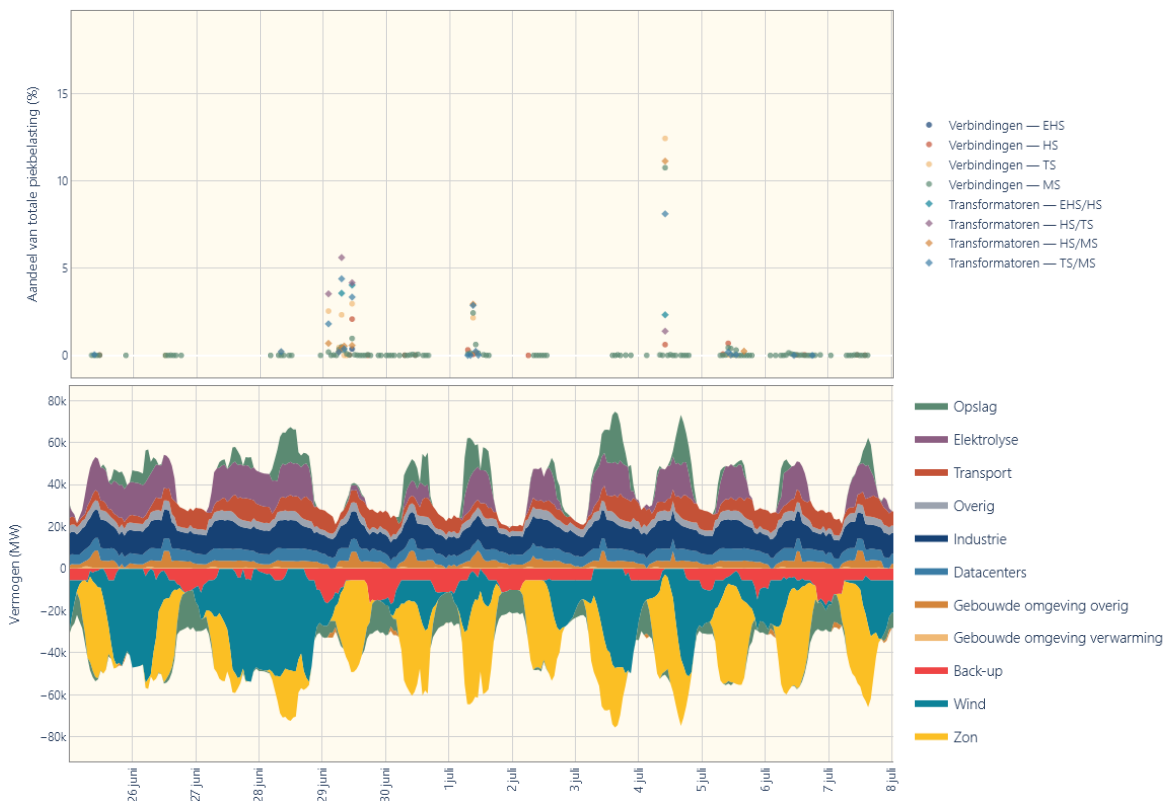 Aandeel van totale piekbelasting (%)
15
10
5
0
Verbindingen — EHS
Verbindingen — HS
Verbindingen — TS
Verbindingen — MS
Transformatoren — EHS/HS
Transformatoren — HS/TS
Transformatoren — HS/MS
Transformatoren — TS/MS
Vermogen (MW)
80k
60k
40k
20k
0
−20k
−40k
−60k
−80k
26 juni
27 juni
28 juni
29 juni
30 juni
1 juli
2 juli
3 juli
4 juli
5 juli
6 juli
7 juli
8 juli
Opslag
Elektrolyse
Transport
Overig
Industrie
Datacenters
Gebouwde omgeving overig
Gebouwde omgeving verwarming
Back-up
Wind
Zon